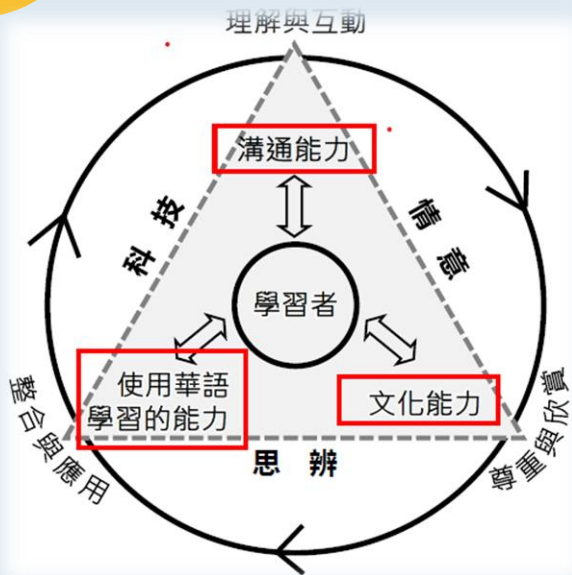 理解與互動
溝通能力
科技
情意
學習者
使用華語
學習的能力
文化能力
整合與應用
思辨
尊重與欣賞